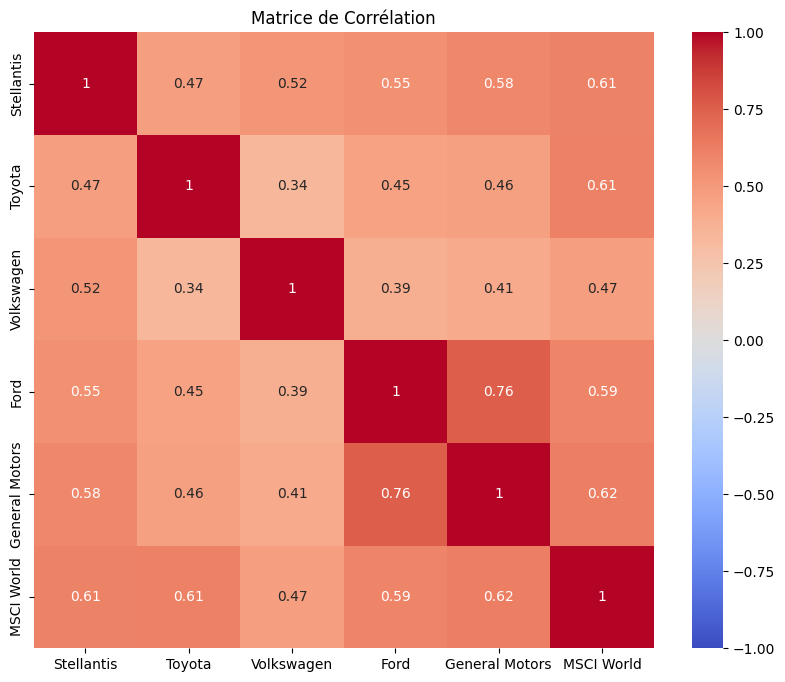 Matrice de Corrélation
Stellantis 1 0.47 0.52 0.55 0.58 0.61
Toyota 0.47 1 0.34 0.45 0.46 0.61
Volkswagen 0.52 0.34 1 0.39 0.41 0.47
Ford 0.55 0.45 0.39 1 0.76 0.59
General Motors 0.58 0.46 0.41 0.76 1 0.62
MSCI World 0.61 0.61 0.47 0.59 0.62 1
Stellantis Toyota Volkswagen Ford General Motors MSCI World
1.00
0.75
0.50
0.25
0.00
−0.25
−0.50
−0.75
−1.00